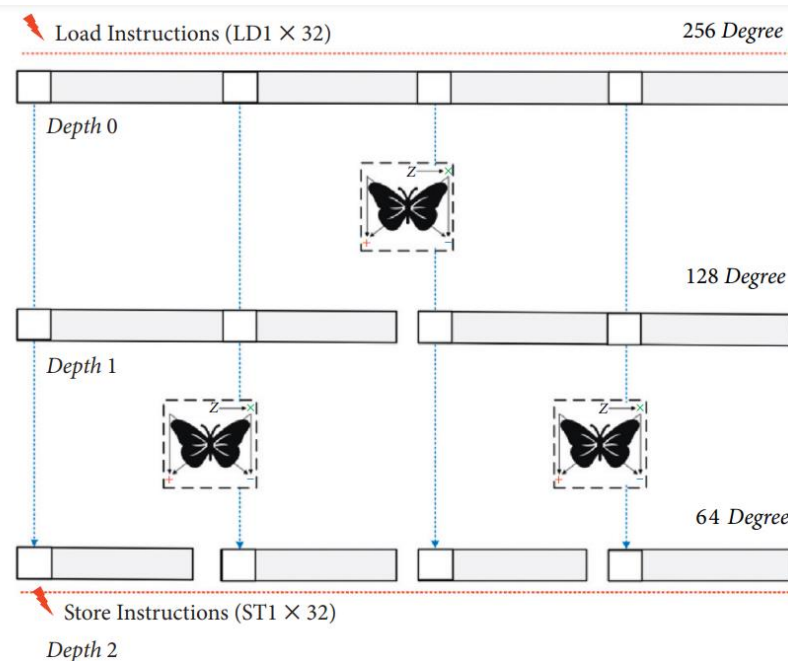 Load Instructions (LD1 × 32)
256 Degree
Depth 0
Z ×
+ −
128 Degree
Depth 1
Z × Z ×
+ − + −
64 Degree
Store Instructions (ST1 × 32)
Depth 2